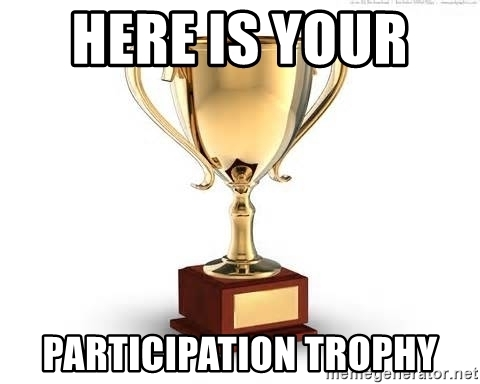 HERE IS YOUR
PARTICIPATION TROPHY
memegenerator.net